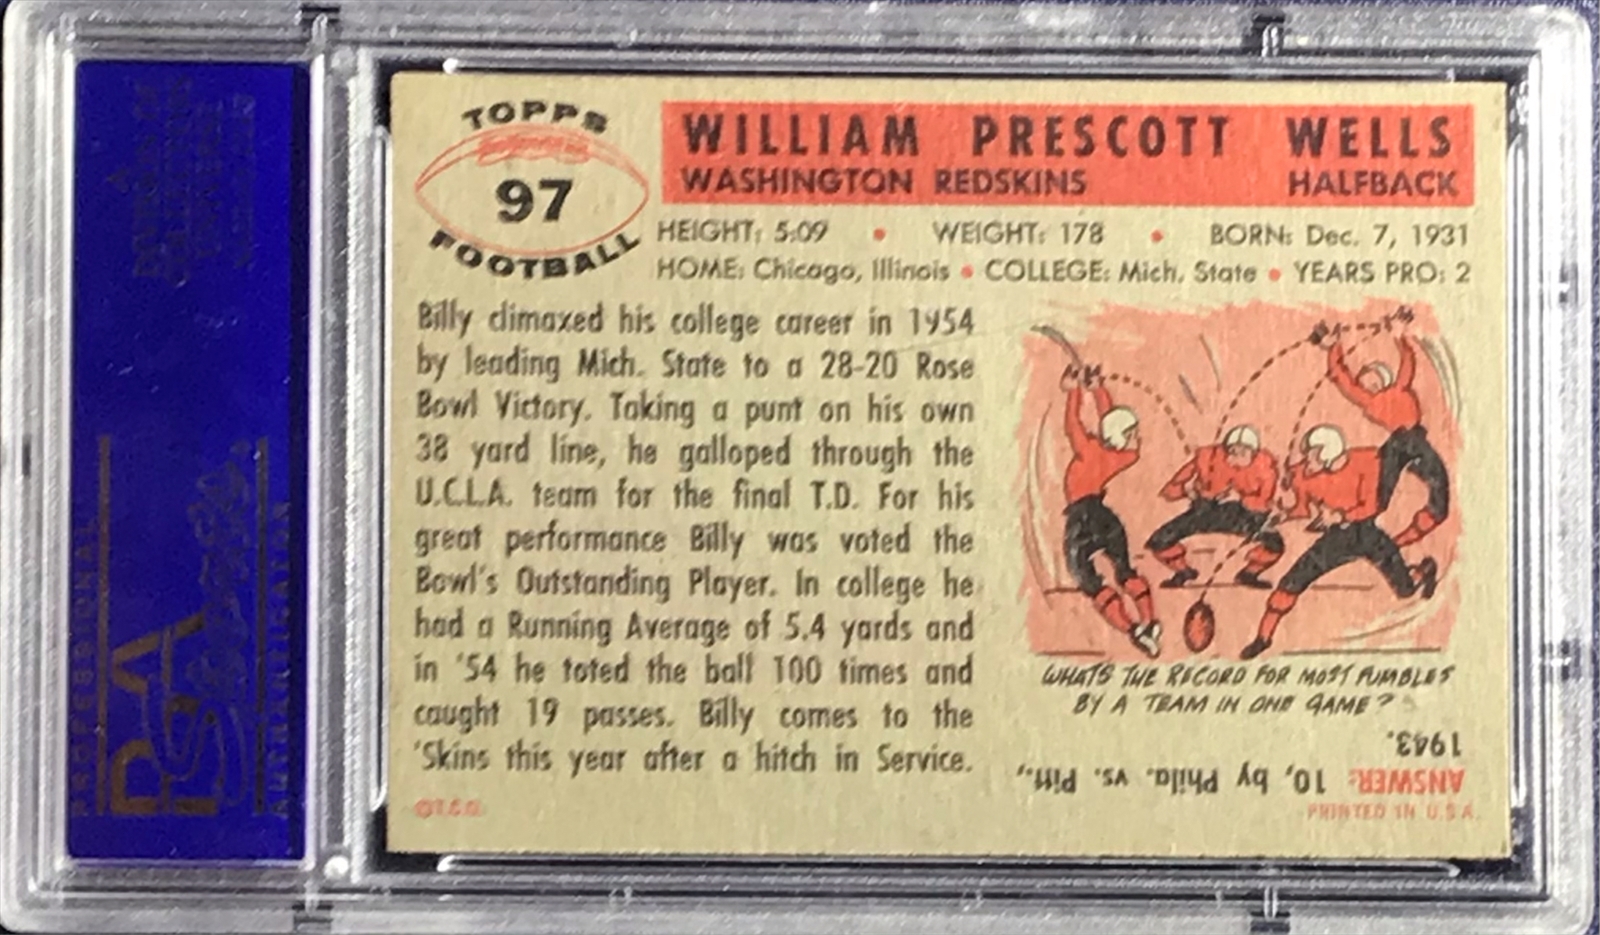 TOPPS
97
FOOTBALL
WILLIAM PRESCOTT WELLS
WASHINGTON REDSKINS HALFBACK
HEIGHT: 5:09 • WEIGHT: 178 • BORN: Dec. 7, 1931
HOME: Chicago, Illinois • COLLEGE: Mich. State • YEARS PRO: 2
Billy climaxed his college career in 1954
by leading Mich. State to a 28-20 Rose
Bowl Victory. Taking a punt on his own
38 yard line, he galloped through the
U.C.L.A. team for the final T.D. For his
great performance Billy was voted the
Bowl's Outstanding Player. In college he
had a Running Average of 5.4 yards and
in '54 he toted the ball 100 times and
caught 19 passes. Billy comes to the
'Skins this year after a hitch in Service.
©T.C.G.
WHATS THE RECORD FOR MOST FUMBLES
BY A TEAM IN ONE GAME?
ANSWER: 10, by Phila. vs. Pitt.,
1943.
PRINTED IN U.S.A.
PSA
PROFESSIONAL
AUTHENTICATION